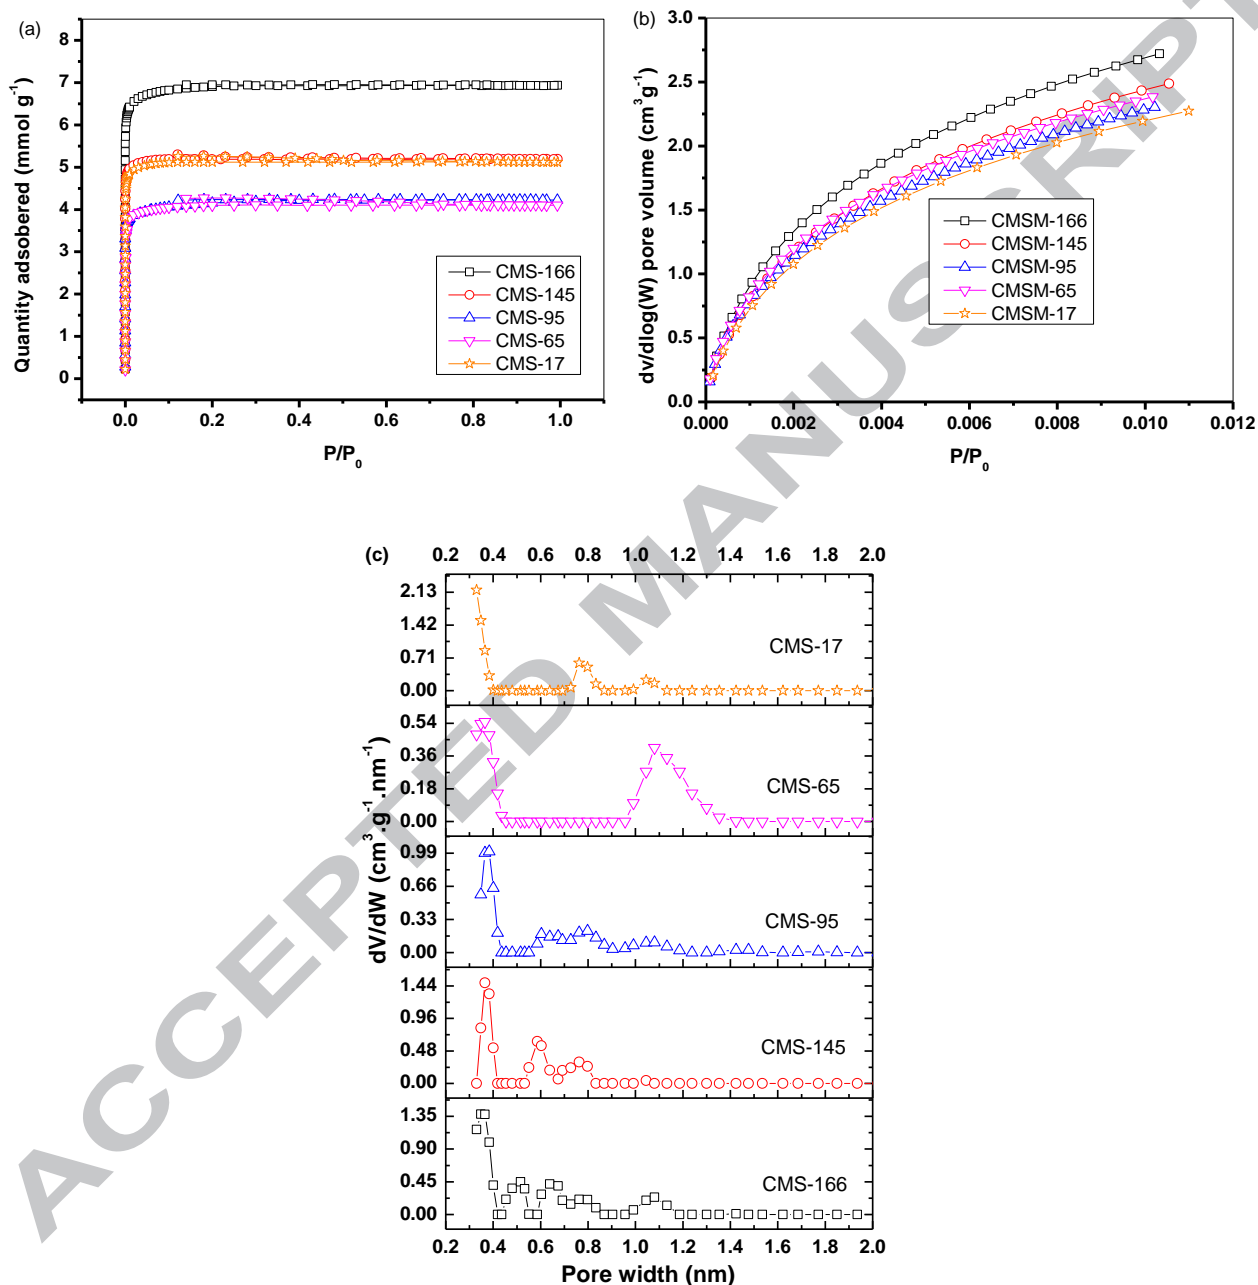 (a)
8
7
6
5
4
3
2
1
0
Quantity adsobered (mmol g-1)
CMS-166
CMS-145
CMS-95
CMS-65
CMS-17
0.0 0.2 0.4 0.6 0.8 1.0
P/P0
(b)
3.0
2.5
2.0
1.5
1.0
0.5
0.0
dv/dlog(W) pore volume (cm3g-1)
CMSM-166
CMSM-145
CMSM-95
CMSM-65
CMSM-17
0.000 0.002 0.004 0.006 0.008 0.010 0.012
P/P0
(c)
0.2 0.4 0.6 0.8 1.0 1.2 1.4 1.6 1.8 2.0
2.13
1.42
0.71
0.00
CMS-17
0.54
0.36
0.18
0.00
CMS-65
dV/dW (cm3.g-1.nm-1)
0.99
0.66
0.33
0.00
CMS-95
1.44
0.96
0.48
0.00
CMS-145
1.35
0.90
0.45
0.00
CMS-166
0.2 0.4 0.6 0.8 1.0 1.2 1.4 1.6 1.8 2.0
Pore width (nm)
ACCEPTED MANUSCRIPT